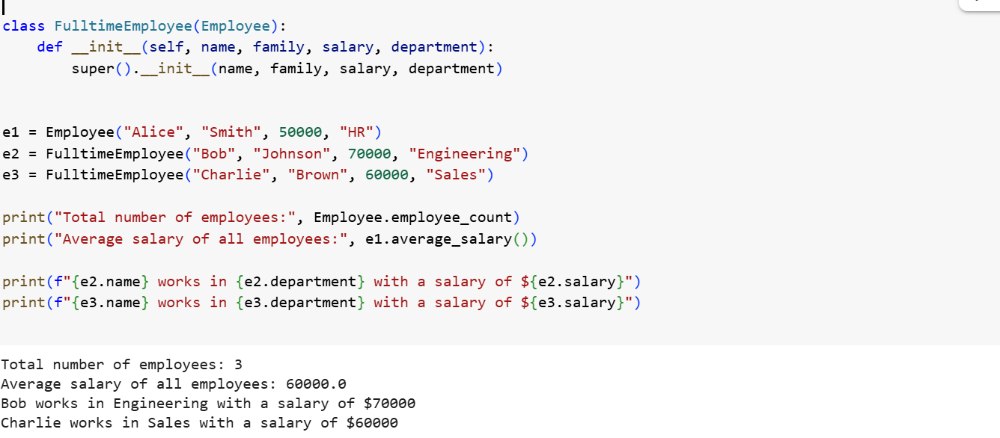 class FulltimeEmployee(Employee):
    def __init__(self, name, family, salary, department):
        super().__init__(name, family, salary, department)
e1 = Employee("Alice", "Smith", 50000, "HR")
e2 = FulltimeEmployee("Bob", "Johnson", 70000, "Engineering")
e3 = FulltimeEmployee("Charlie", "Brown", 60000, "Sales")
print("Total number of employees:", Employee.employee_count)
print("Average salary of all employees:", e1.average_salary())
print(f"{e2.name} works in {e2.department} with a salary of ${e2.salary}")
print(f"{e3.name} works in {e3.department} with a salary of ${e3.salary}")
Total number of employees: 3
Average salary of all employees: 60000.0
Bob works in Engineering with a salary of $70000
Charlie works in Sales with a salary of $60000